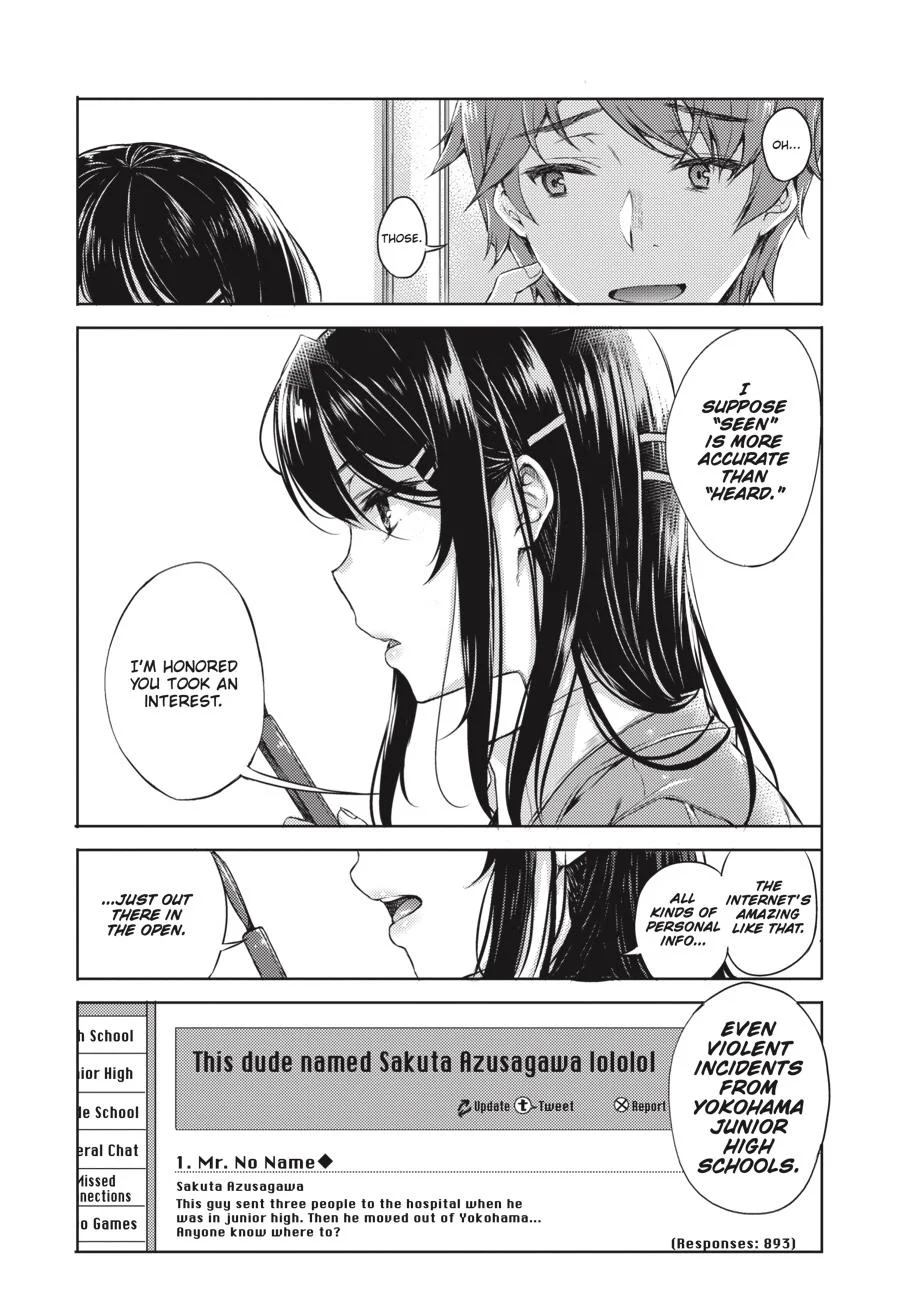 OH...
THOSE.
I
SUPPOSE
"SEEN"
IS MORE
ACCURATE
THAN
"HEARD."
I'M HONORED
YOU TOOK AN
INTEREST.
THE
INTERNET'S
AMAZING
LIKE THAT.
ALL
KINDS OF
PERSONAL
INFO...
...JUST OUT
THERE IN
THE OPEN.
EVEN
VIOLENT
INCIDENTS
FROM
YOKOHAMA
JUNIOR
HIGH
SCHOOLS.
h School
ior High
le School
eral Chat
Missed
nnections
o Games
This dude named Sakuta Azusagawa lololol
Update t Tweet Report
1. Mr. No Name◆
Sakuta Azusagawa
This guy sent three people to the hospital when he
was in junior high. Then he moved out of Yokohama...
Anyone know where to?
(Responses: 893)